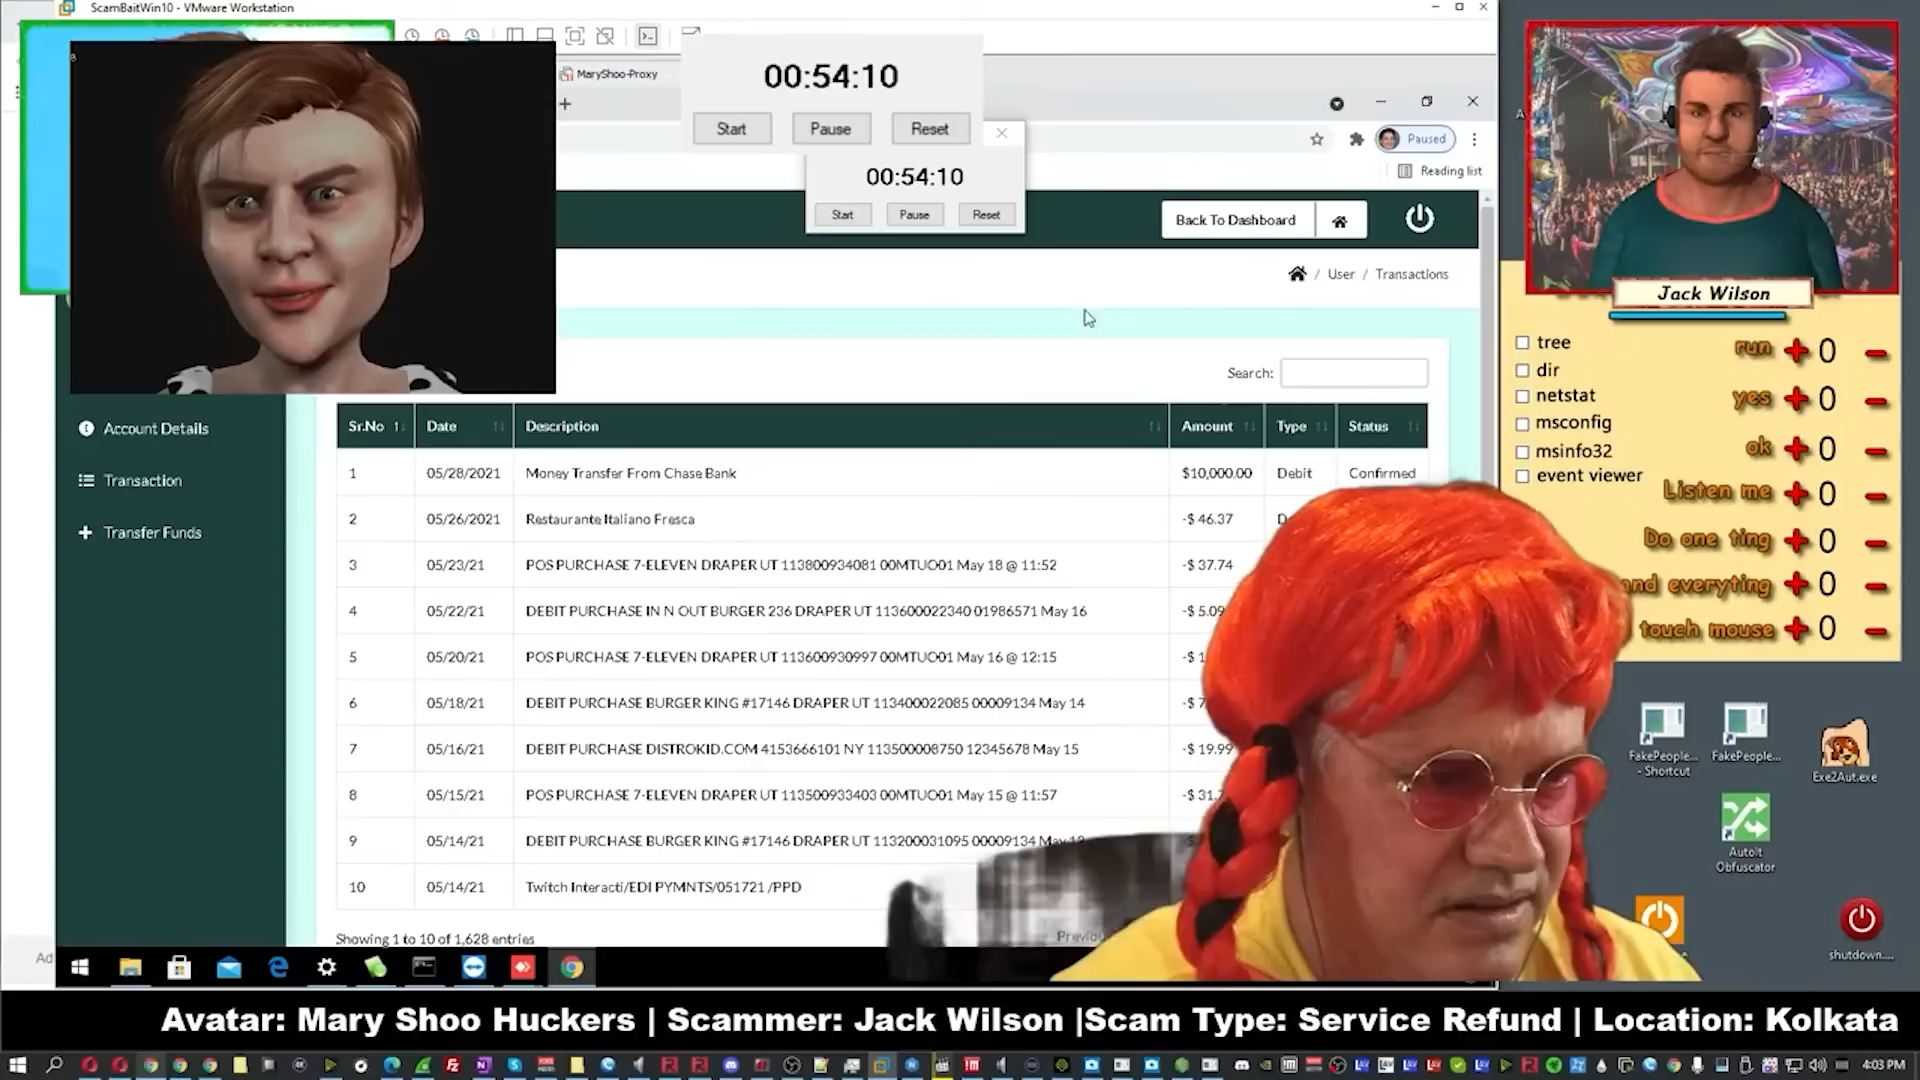 ScamBaitWin10 - VMware Workstation
MaryShoo-Proxy
00:54:10
Start Pause Reset
00:54:10
Start Pause Reset
Paused
Reading list
Back To Dashboard
/ User / Transactions
Search:
Account Details
Transaction
Transfer Funds
Sr.No Date Description Amount Type Status
1 05/28/2021 Money Transfer From Chase Bank $10,000.00 Debit Confirmed
2 05/26/2021 Restaurante Italiano Fresca -$ 46.37
3 05/23/21 POS PURCHASE 7-ELEVEN DRAPER UT 113800934081 00MTUO01 May 18 @ 11:52 -$ 37.74
4 05/22/21 DEBIT PURCHASE IN N OUT BURGER 236 DRAPER UT 113600022340 01986571 May 16 -$ 5.09
5 05/20/21 POS PURCHASE 7-ELEVEN DRAPER UT 113600930997 00MTUO01 May 16 @ 12:15 -$
6 05/18/21 DEBIT PURCHASE BURGER KING #17146 DRAPER UT 113400022085 00009134 May 14 -$
7 05/16/21 DEBIT PURCHASE DISTROKID.COM 4153666101 NY 113500008750 12345678 May 15 -$ 19.99
8 05/15/21 POS PURCHASE 7-ELEVEN DRAPER UT 113500933403 00MTUO01 May 15 @ 11:57 -$ 31.
9 05/14/21 DEBIT PURCHASE BURGER KING #17146 DRAPER UT 113200031095 00009134 May
10 05/14/21 Twitch Interacti/EDI PYMNTS/051721 /PPD
Showing 1 to 10 of 1,628 entries
Jack Wilson
tree
dir
netstat
msconfig
msinfo32
event viewer
run + 0 -
yes + 0 -
ok + 0 -
Listen me + 0 -
Do one ting + 0 -
and everyting + 0 -
touch mouse + 0 -
FakePeople... - Shortcut
FakePeople...
Exe2Aut.exe
AutoIt Obfuscator
shutdown....
Avatar: Mary Shoo Huckers | Scammer: Jack Wilson |Scam Type: Service Refund | Location: Kolkata
4:03 PM